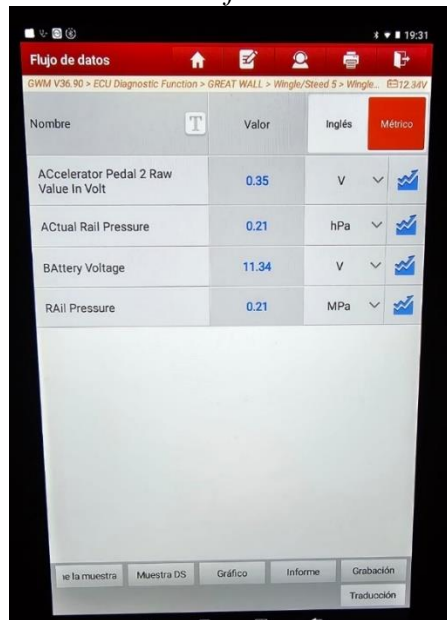 19:31
Flujo de datos
GWM V36.90 > ECU Diagnostic Function > GREAT WALL > Wingle/Steed 5 > Wingle... 12.34V
Nombre T Valor Inglés Métrico
ACcelerator Pedal 2 Raw
Value In Volt 0.35 V
ACtual Rail Pressure 0.21 hPa
BAttery Voltage 11.34 V
RAil Pressure 0.21 MPa
Muestra DS Gráfico Informe Grabación
la muestra
Traducción